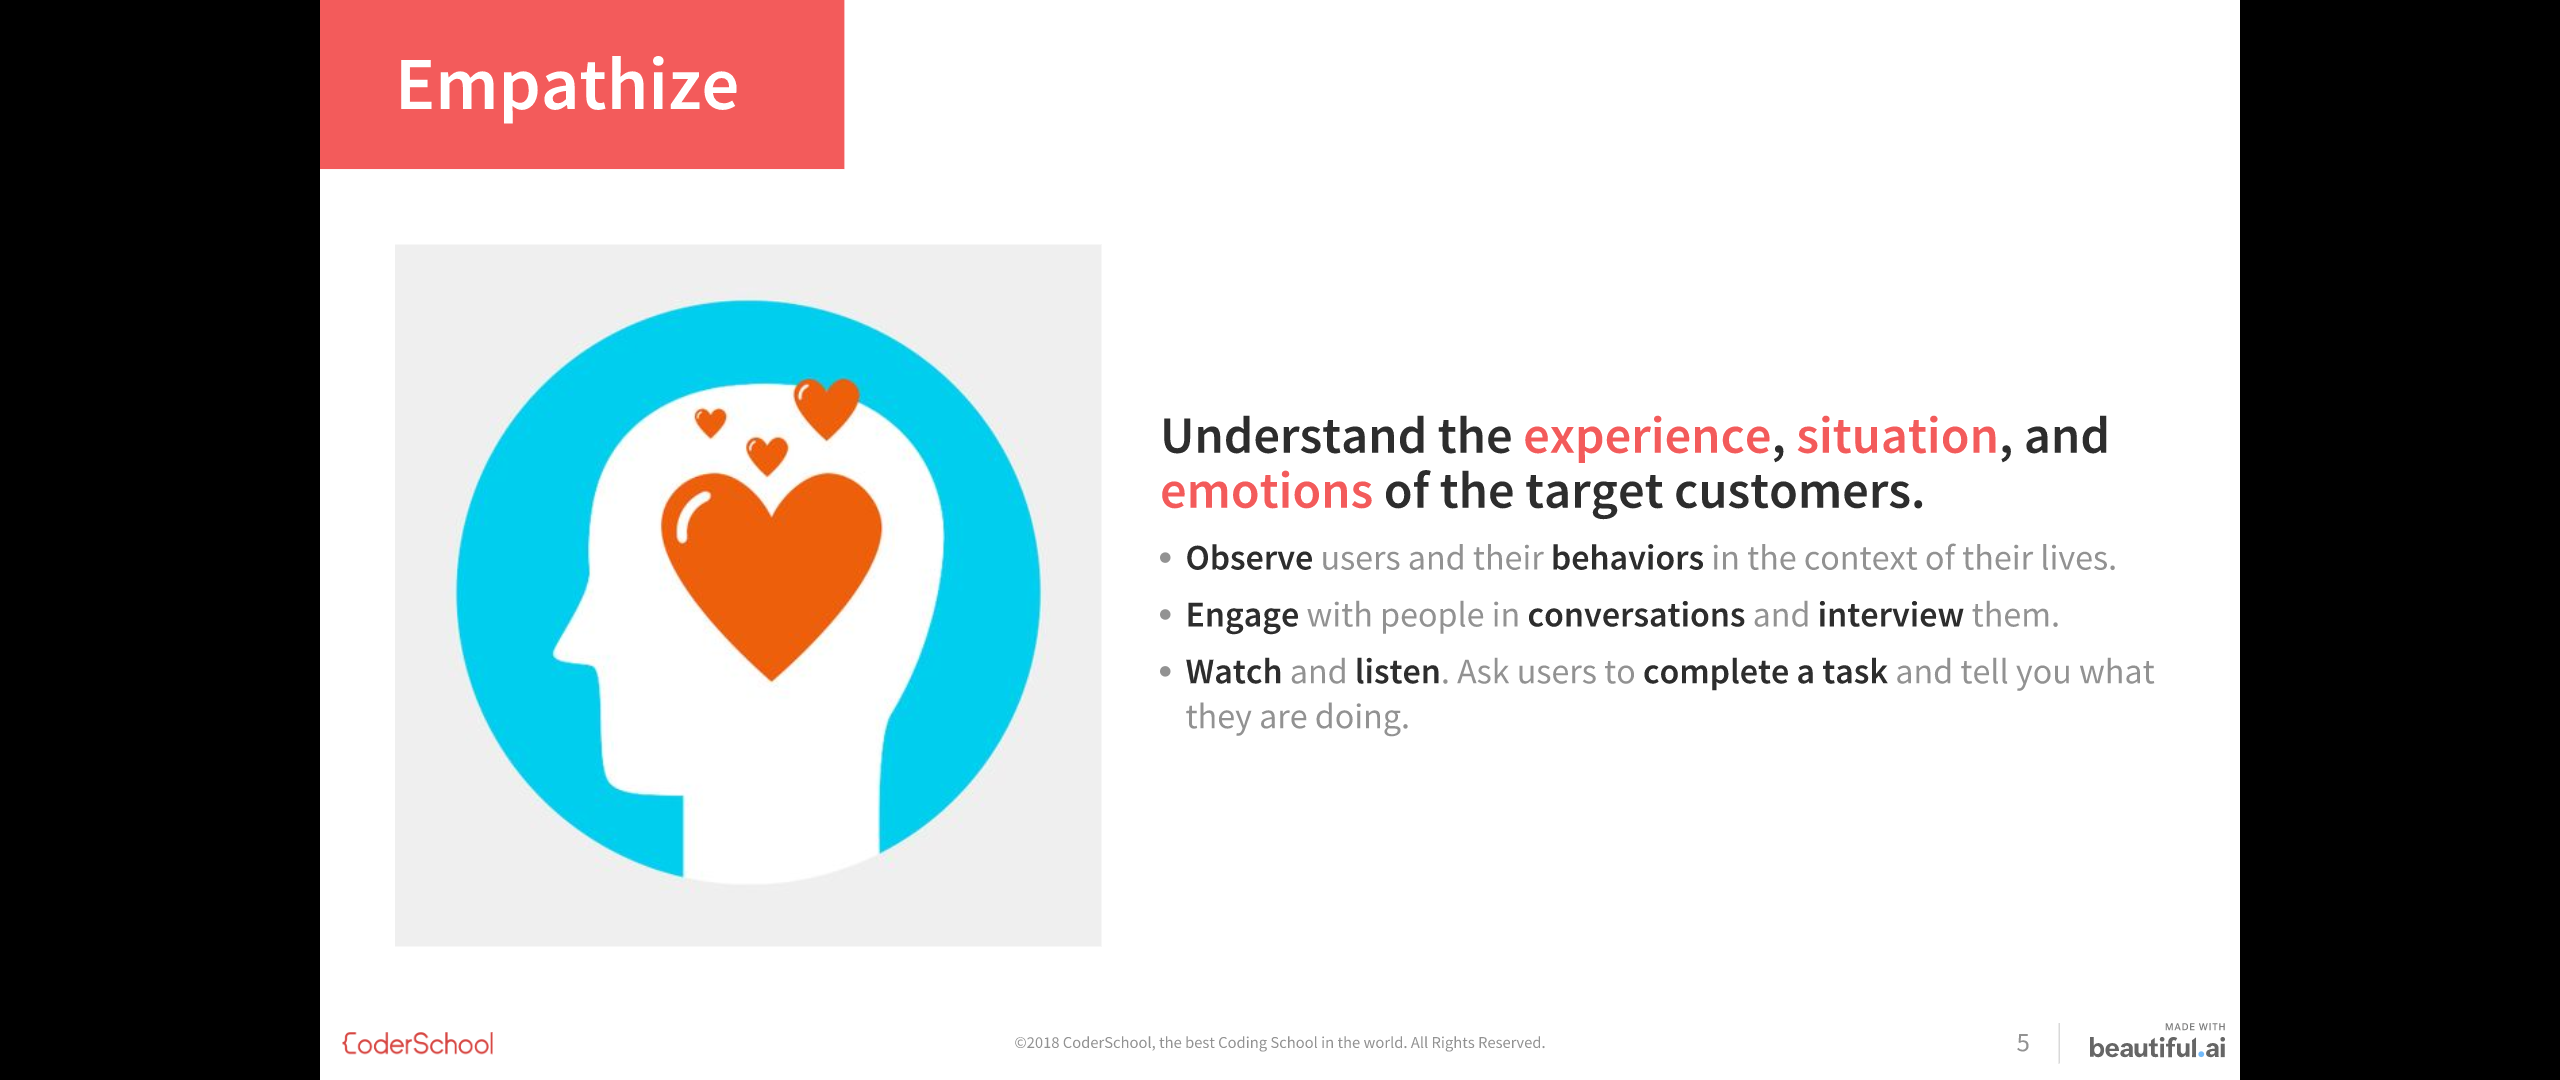 Empathize
Understand the experience, situation, and
emotions of the target customers.
• Observe users and their behaviors in the context of their lives.
• Engage with people in conversations and interview them.
• Watch and listen. Ask users to complete a task and tell you what
they are doing.
CoderSchool
©2018 CoderSchool, the best Coding School in the world. All Rights Reserved.
5
MADE WITH
beautiful.ai